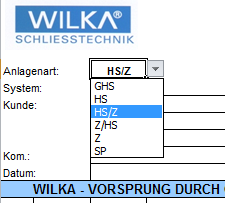 WILKA®
SCHLIESSTECHNIK
Anlagenart: HS/Z
System:
Kunde:
GHS
HS
HS/Z
Z/HS
Z
SP
Kom.:
Datum:
WILKA - VORSPRUNG DURCH